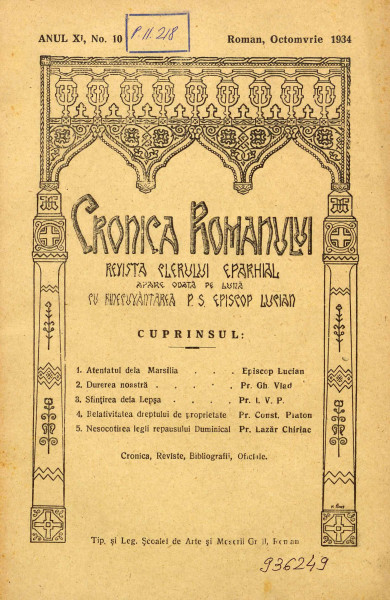 ANUL XI, No. 10
P. II. 218
Roman, Octomvrie 1934
CRONICA ROMANULUI
REVISTA CLERULUI EPARHIAL
APARE ODATĂ PE LUNĂ
CU BINECUVÂNTAREA P. S. EPISCOP LUCIAN
CUPRINSUL:
1. Atentatul dela Marsilia . . . Episcop Lucian
2. Durerea noastră . . . . . Pr. Gh. Vlad
3. Sfințirea dela Lepșa . . . . Pr. I. V. P.
4. Relativitatea dreptului de proprietate Pr. Const. Platon
5. Nesocotirea legii repausului Duminical Pr. Lazăr Chiriac
Cronica, Reviste, Bibliografii, Oficiale.
Tip. și Leg. Școalei de Arte și Meserii Gr. II, Roman
936249